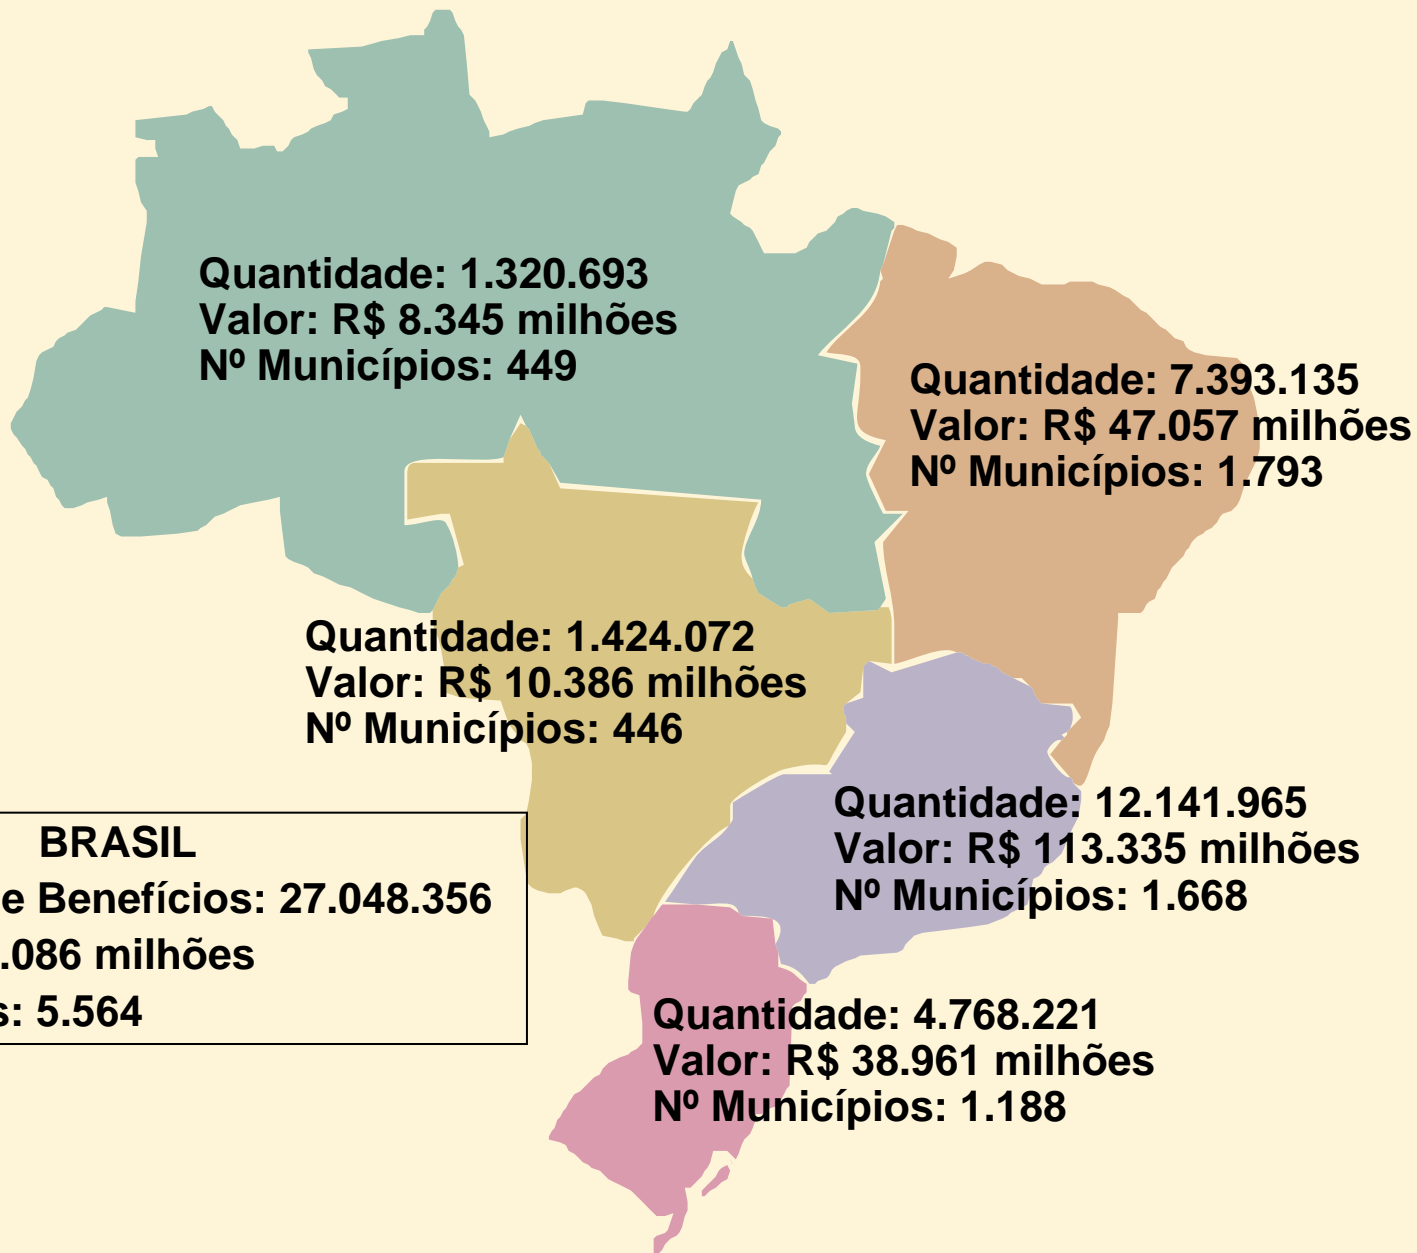 Quantidade: 1.320.693
Valor: R$ 8.345 milhões
Nº Municípios: 449
Quantidade: 7.393.135
Valor: R$ 47.057 milhões
Nº Municípios: 1.793
Quantidade: 1.424.072
Valor: R$ 10.386 milhões
Nº Municípios: 446
Quantidade: 12.141.965
Valor: R$ 113.335 milhões
Nº Municípios: 1.668
BRASIL
e Benefícios: 27.048.356
.086 milhões
s: 5.564
Quantidade: 4.768.221
Valor: R$ 38.961 milhões
Nº Municípios: 1.188